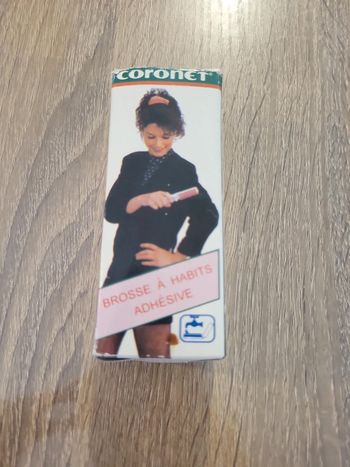 coroneT
BROSSE À HABITS
ADHÉSIVE